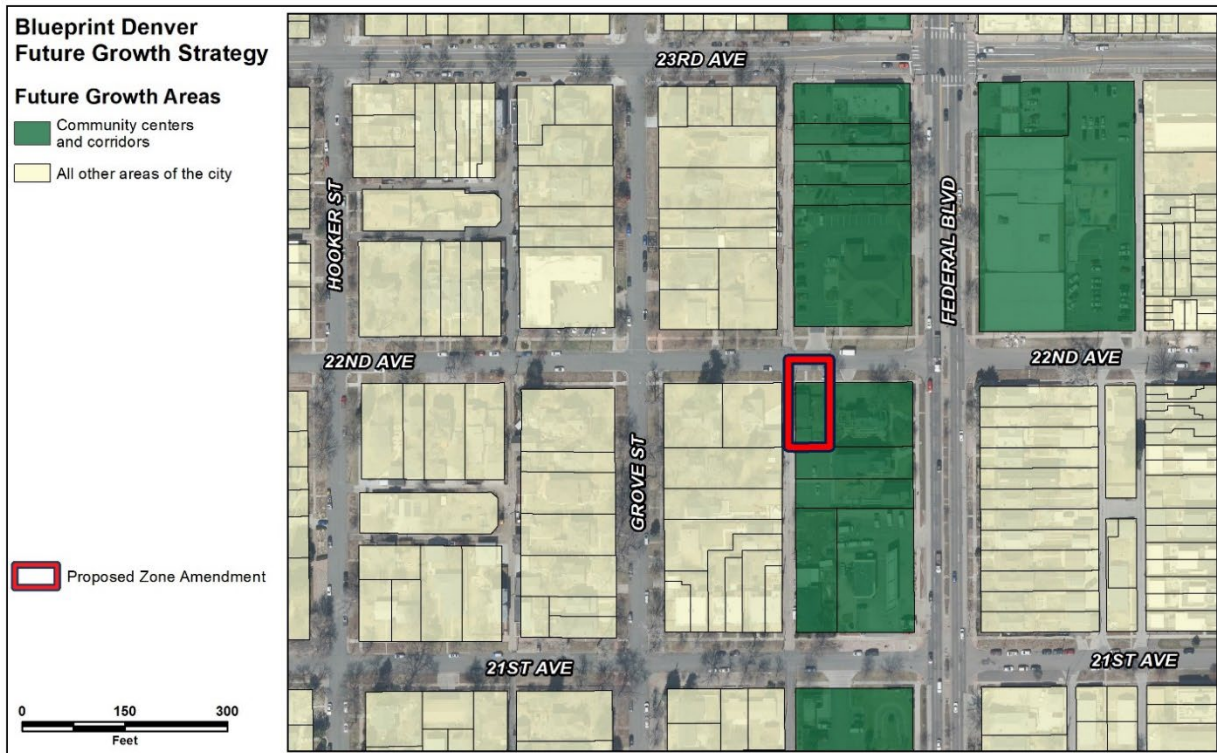 Blueprint Denver
Future Growth Strategy
Future Growth Areas
Community centers
and corridors
All other areas of the city
Proposed Zone Amendment
0 150 300
Feet
23RD AVE
HOOKER ST
FEDERAL BLVD
22ND AVE
22ND AVE
GROVE ST
21ST AVE
21ST AVE